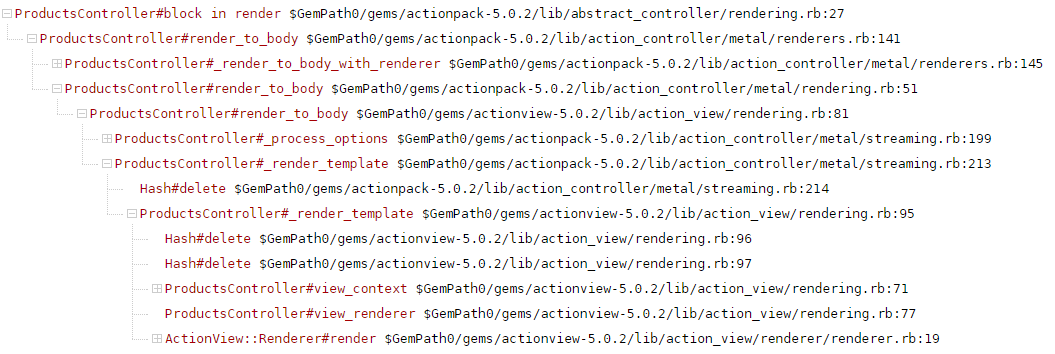 ProductsController#block in render $GemPath0/gems/actionpack-5.0.2/lib/abstract_controller/rendering.rb:27
ProductsController#render_to_body $GemPath0/gems/actionpack-5.0.2/lib/action_controller/metal/renderers.rb:141
ProductsController#_render_to_body_with_renderer $GemPath0/gems/actionpack-5.0.2/lib/action_controller/metal/renderers.rb:145
ProductsController#render_to_body $GemPath0/gems/actionpack-5.0.2/lib/action_controller/metal/rendering.rb:51
ProductsController#render_to_body $GemPath0/gems/actionview-5.0.2/lib/action_view/rendering.rb:81
ProductsController#_process_options $GemPath0/gems/actionpack-5.0.2/lib/action_controller/metal/streaming.rb:199
ProductsController#_render_template $GemPath0/gems/actionpack-5.0.2/lib/action_controller/metal/streaming.rb:213
Hash#delete $GemPath0/gems/actionpack-5.0.2/lib/action_controller/metal/streaming.rb:214
ProductsController#_render_template $GemPath0/gems/actionview-5.0.2/lib/action_view/rendering.rb:95
Hash#delete $GemPath0/gems/actionview-5.0.2/lib/action_view/rendering.rb:96
Hash#delete $GemPath0/gems/actionview-5.0.2/lib/action_view/rendering.rb:97
ProductsController#view_context $GemPath0/gems/actionview-5.0.2/lib/action_view/rendering.rb:71
ProductsController#view_renderer $GemPath0/gems/actionview-5.0.2/lib/action_view/rendering.rb:77
ActionView::Renderer#render $GemPath0/gems/actionview-5.0.2/lib/action_view/renderer/renderer.rb:19